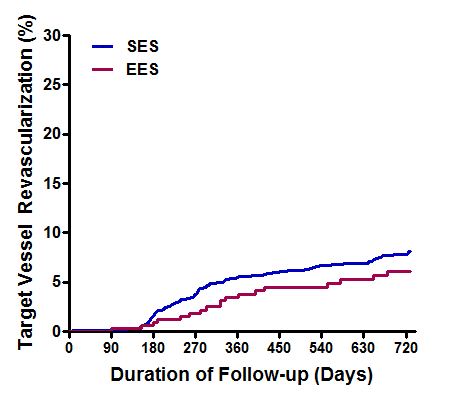 30
25
20
15
10
5
0
Target Vessel Revascularization (%)
SES
EES
0 90 180 270 360 450 540 630 720
Duration of Follow-up (Days)